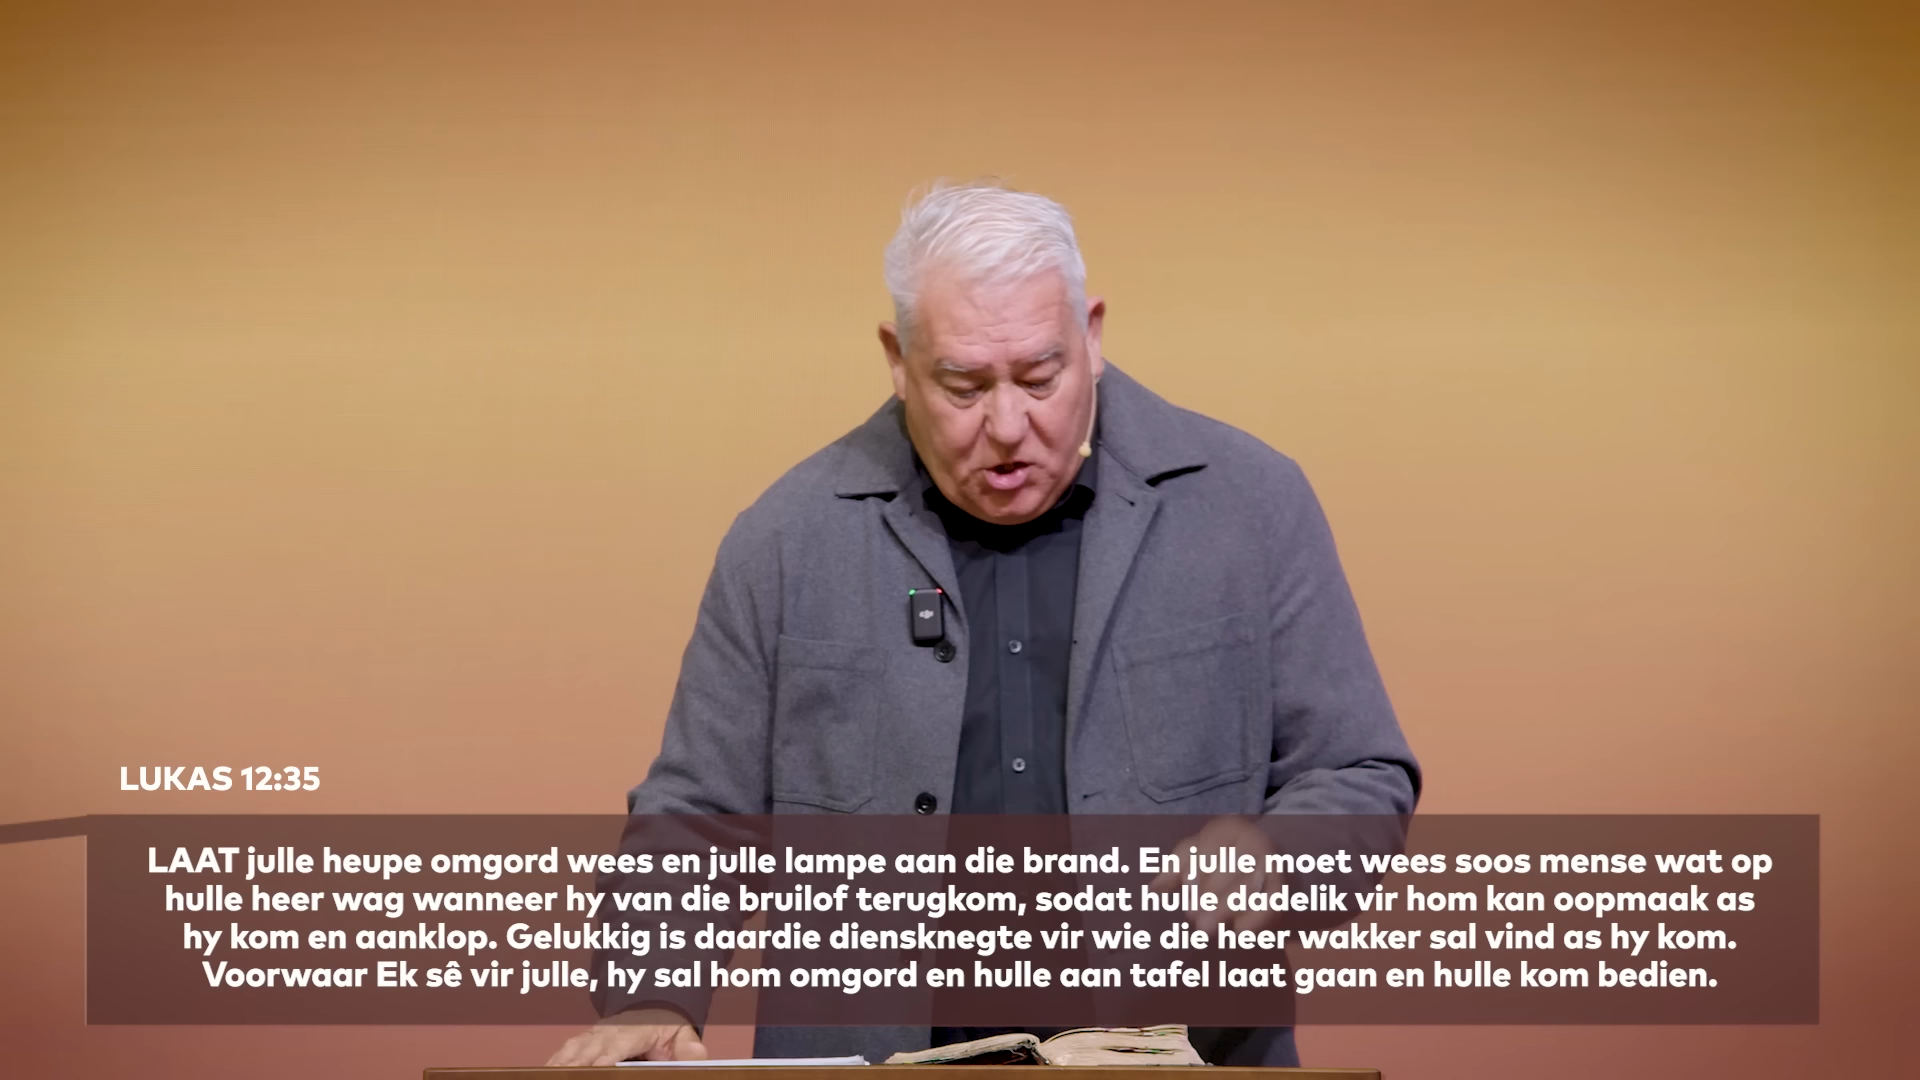 LUKAS 12:35
LAAT julle heupe omgord wees en julle lampe aan die brand. En julle moet wees soos mense wat op
hulle heer wag wanneer hy van die bruilof terugkom, sodat hulle dadelik vir hom kan oopmaak as
hy kom en aanklop. Gelukkig is daardie diensknegte vir wie die heer wakker sal vind as hy kom.
Voorwaar Ek sê vir julle, hy sal hom omgord en hulle aan tafel laat gaan en hulle kom bedien.